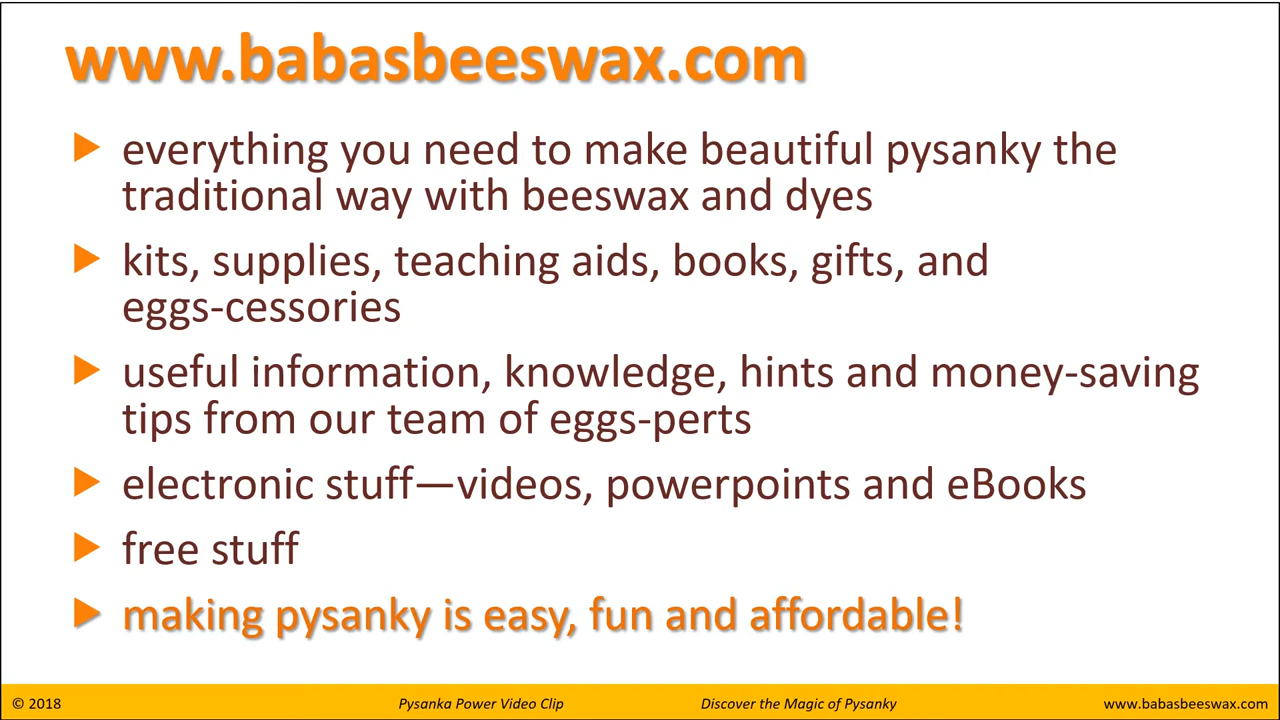 www.babasbeeswax.com
everything you need to make beautiful pysanky the
traditional way with beeswax and dyes
kits, supplies, teaching aids, books, gifts, and
eggs-cessories
useful information, knowledge, hints and money-saving
tips from our team of eggs-perts
electronic stuff—videos, powerpoints and eBooks
free stuff
making pysanky is easy, fun and affordable!
© 2018 Pysanka Power Video Clip Discover the Magic of Pysanky www.babasbeeswax.com